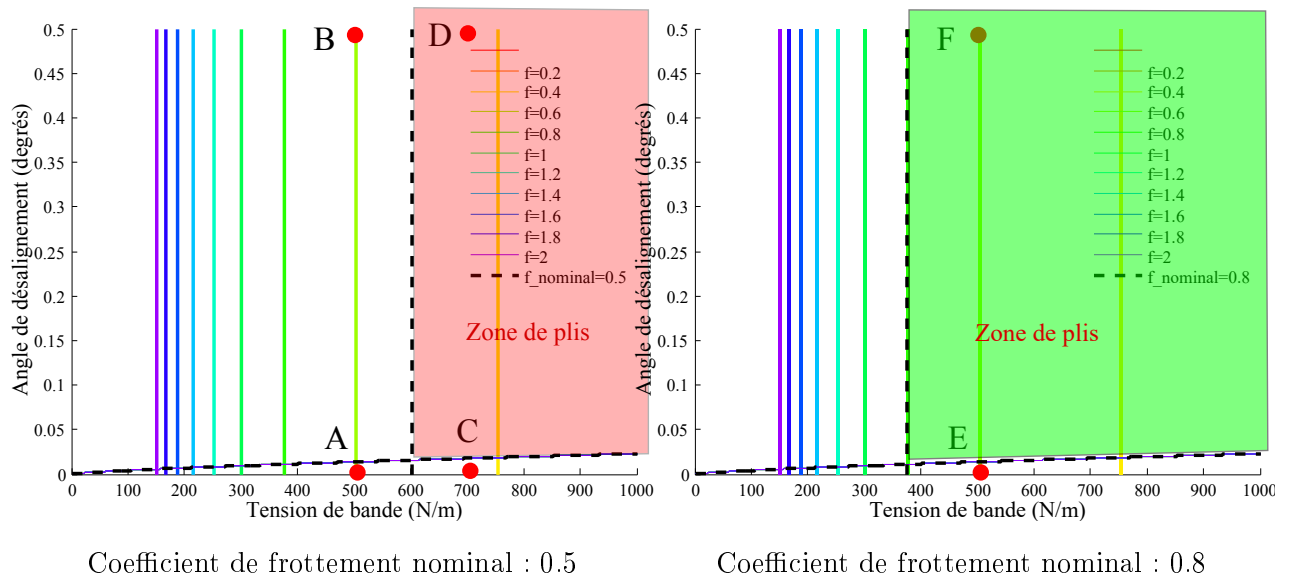 Angle de désalignement (degrés)
0.5
0.45
0.4
0.35
0.3
0.25
0.2
0.15
0.1
0.05
0
B
D
A
C
f=0.2
f=0.4
f=0.6
f=0.8
f=1
f=1.2
f=1.4
f=1.6
f=1.8
f=2
f_nominal=0.5
Zone de plis
0 100 200 300 400 500 600 700 800 900 1000
Tension de bande (N/m)
Coefficient de frottement nominal : 0.5
Angle de désalignement (degrés)
0.5
0.45
0.4
0.35
0.3
0.25
0.2
0.15
0.1
0.05
0
F
E
f=0.2
f=0.4
f=0.6
f=0.8
f=1
f=1.2
f=1.4
f=1.6
f=1.8
f=2
f_nominal=0.8
Zone de plis
0 100 200 300 400 500 600 700 800 900 1000
Tension de bande (N/m)
Coefficient de frottement nominal : 0.8